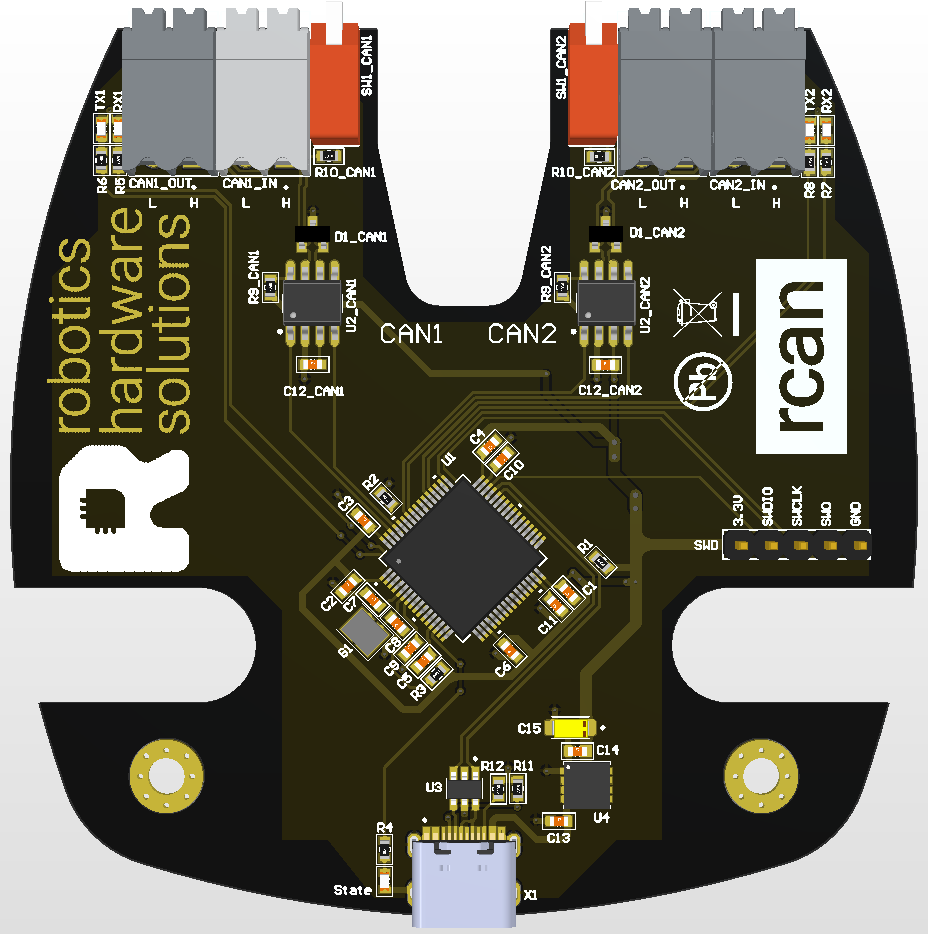 SW1_CAN1
SW1_CAN2
TX1
RX1
TX2
RX2
R10_CAN1
R10_CAN2
R6
R5
CAN1_OUT
CAN1_IN
CAN2_OUT
CAN2_IN
R8
R7
L
H
L
H
L
H
L
H
D1_CAN1
D1_CAN2
robotics
hardware
solutions
R9_CAN1
U2_CAN1
R9_CAN2
U2_CAN2
CAN1
CAN2
Pb
rcan
C12_CAN1
C12_CAN2
C4
U1
C10
R2
C3
3.3V
SWDIO
SWCLK
SWO
GND
SWD
R1
C2
C7
C1
C11
C8
C9
C5
R3
C6
C15
C14
U3
R12
R11
U4
C13
R4
State
X1